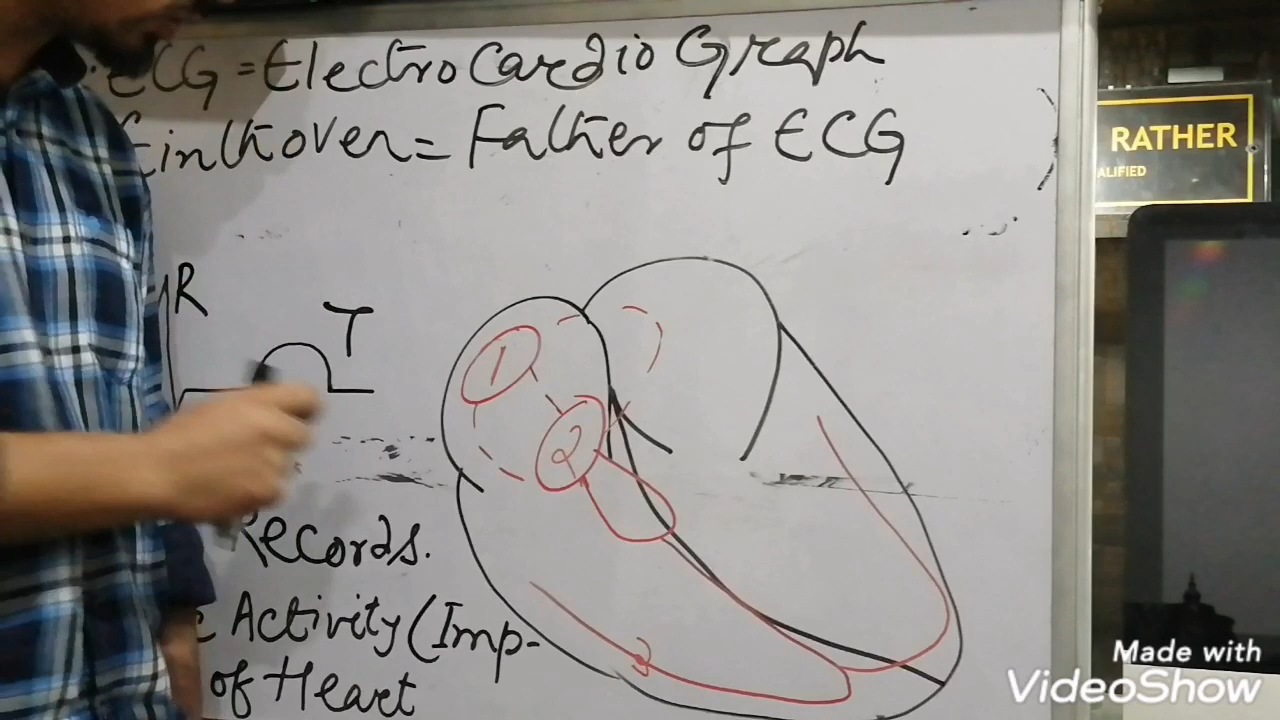 ECG = Electro Cardio Graph
Einthoven = Father of ECG
RATHER
ALIFIED
R
T
1
2
Records.
c Activity (Imp-
of Heart
Made with
VideoShow